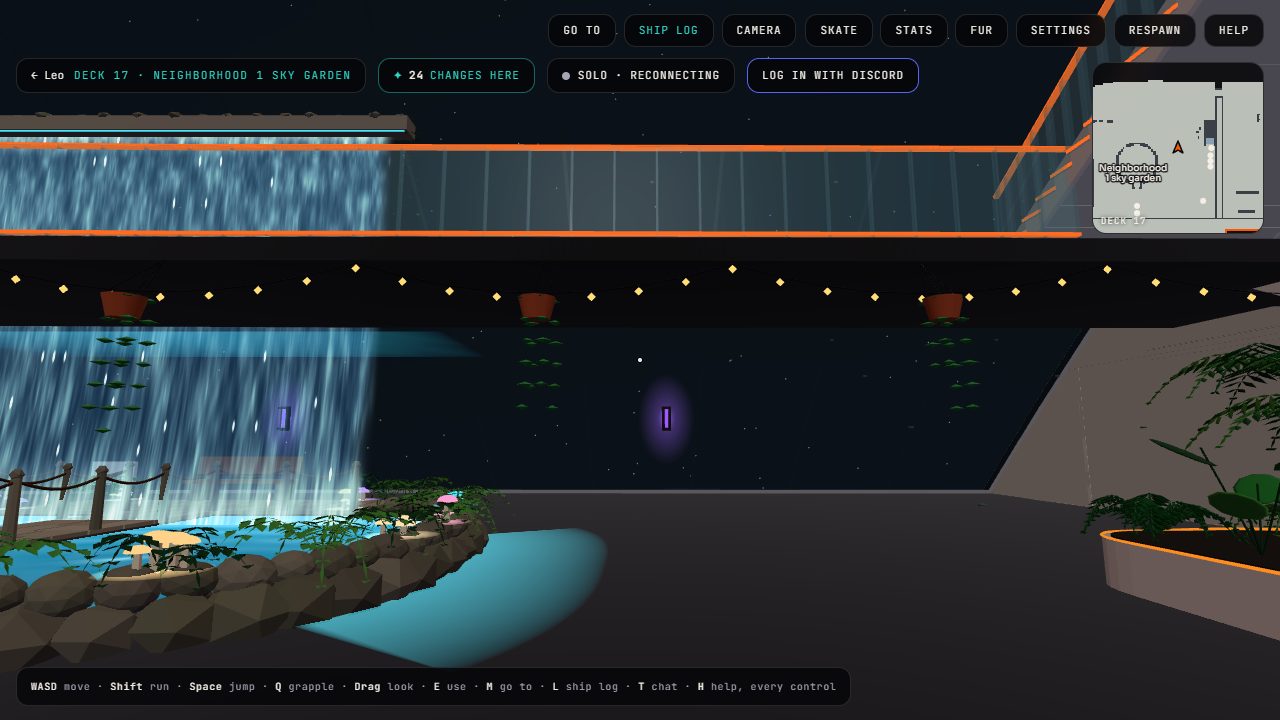 GO TO
SHIP LOG
CAMERA
SKATE
STATS
FUR
SETTINGS
RESPAWN
HELP
← Leo DECK 17 · NEIGHBORHOOD 1 SKY GARDEN
✦ 24 CHANGES HERE
SOLO · RECONNECTING
LOG IN WITH DISCORD
Neighborhood
1 sky garden
DECK 17
WASD move · Shift run · Space jump · Q grapple · Drag look · E use · M go to · L ship log · T chat · H help, every control